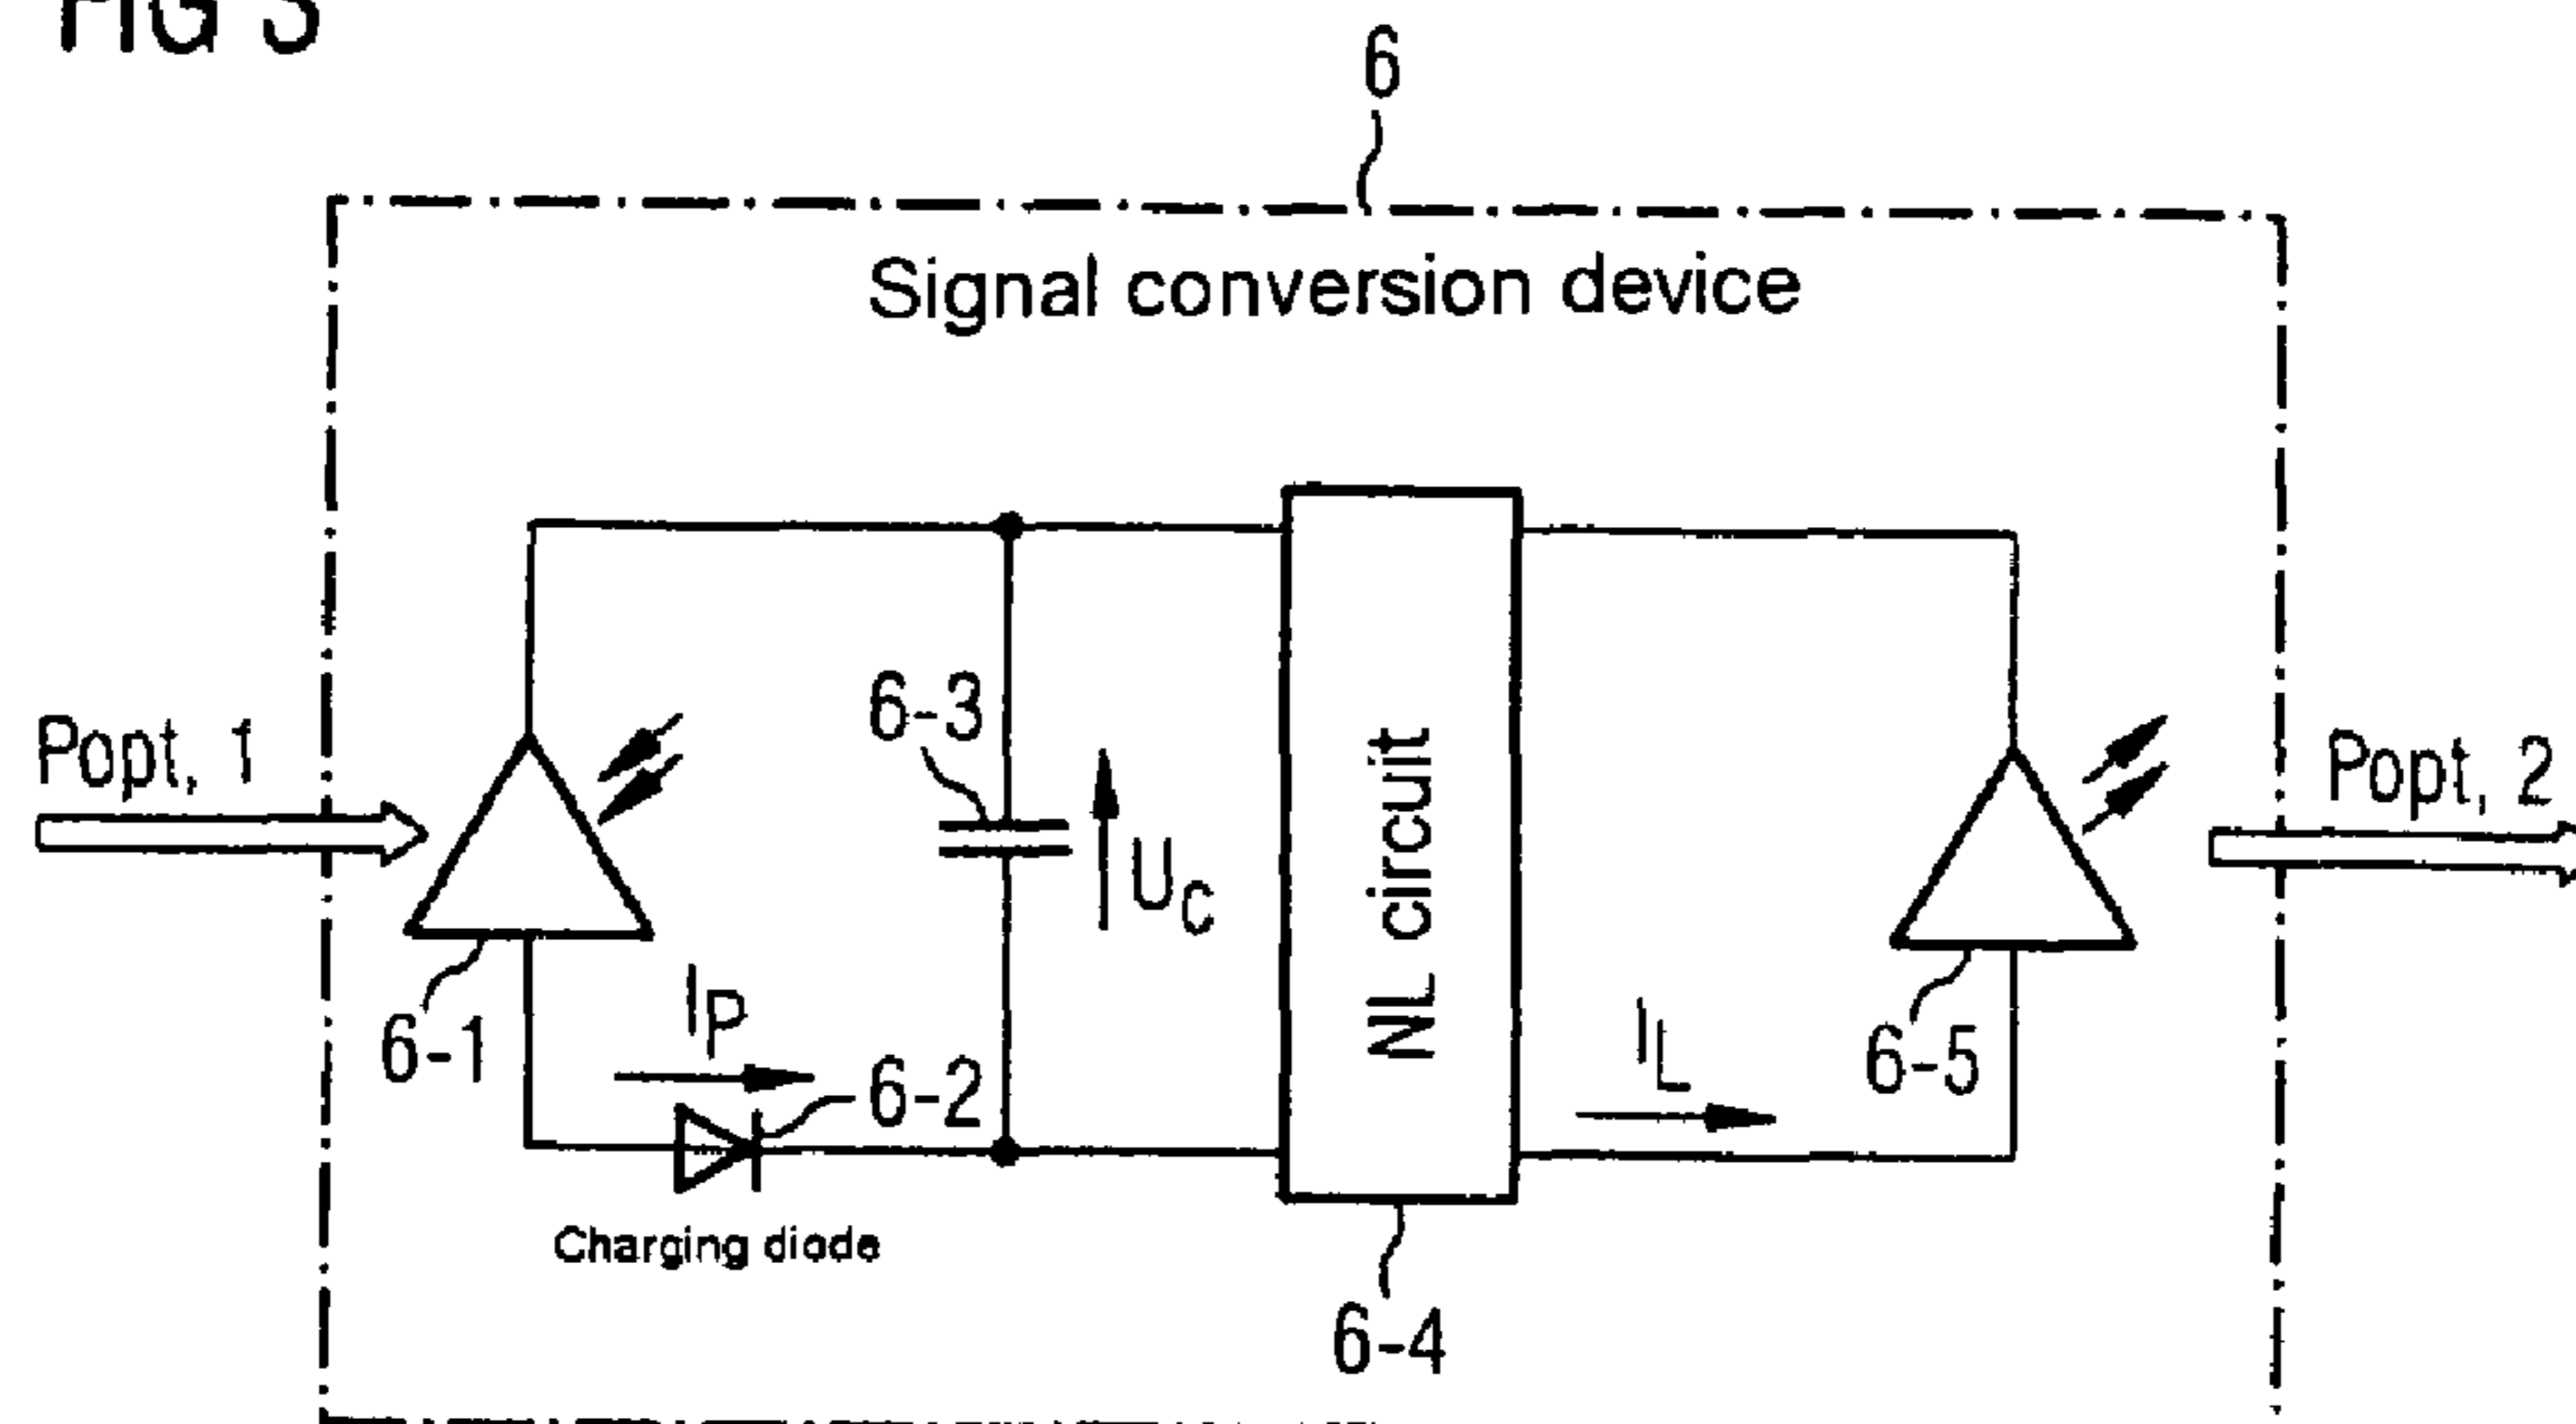 FIG 3
6
Signal conversion device
Popt, 1
6-1
I_P
6-2
Charging diode
6-3
U_C
NL circuit
6-4
I_L
6-5
Popt, 2